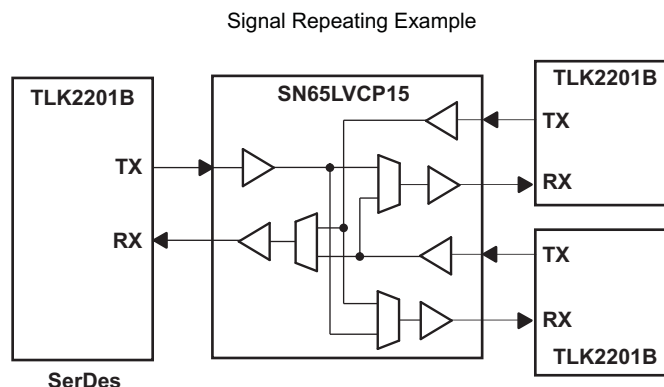 Signal Repeating Example
TLK2201B
TX
RX
SerDes
SN65LVCP15
TLK2201B
TX
RX
TX
RX
TLK2201B